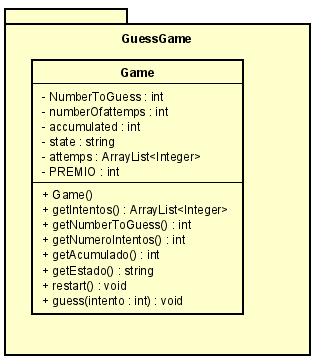 GuessGame
Game
- NumberToGuess : int
- numberOfattemps : int
- accumulated : int
- state : string
- attemps : ArrayList<Integer>
- PREMIO : int
+ Game()
+ getIntentos() : ArrayList<Integer>
+ getNumberToGuess() : int
+ getNumeroIntentos() : int
+ getAcumulado() : int
+ getEstado() : string
+ restart() : void
+ guess(intento : int) : void